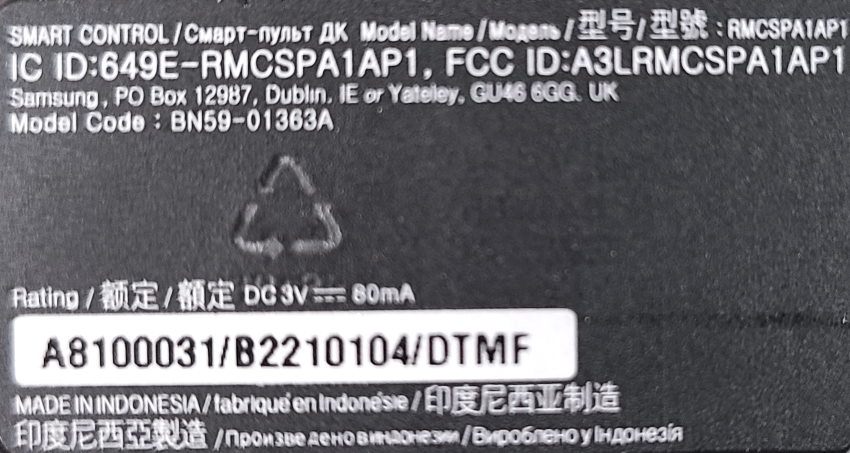 SMART CONTROL / Смарт-пульт ДК Model Name / Модель / 型号 / 型號 : RMCSPA1AP1
IC ID:649E-RMCSPA1AP1, FCC ID:A3LRMCSPA1AP1
Samsung, PO Box 12987, Dublin. IE or Yateley, GU46 6GG. UK
Model Code : BN59-01363A
Rating / 额定 / 額定 DC 3V⎓ 80mA
A8100031/B2210104/DTMF
MADE IN INDONESIA / fabriqué en Indonésie / 印度尼西亚制造
印度尼西亞製造 / Произведено в индонезии / Вироблено у Індонезія